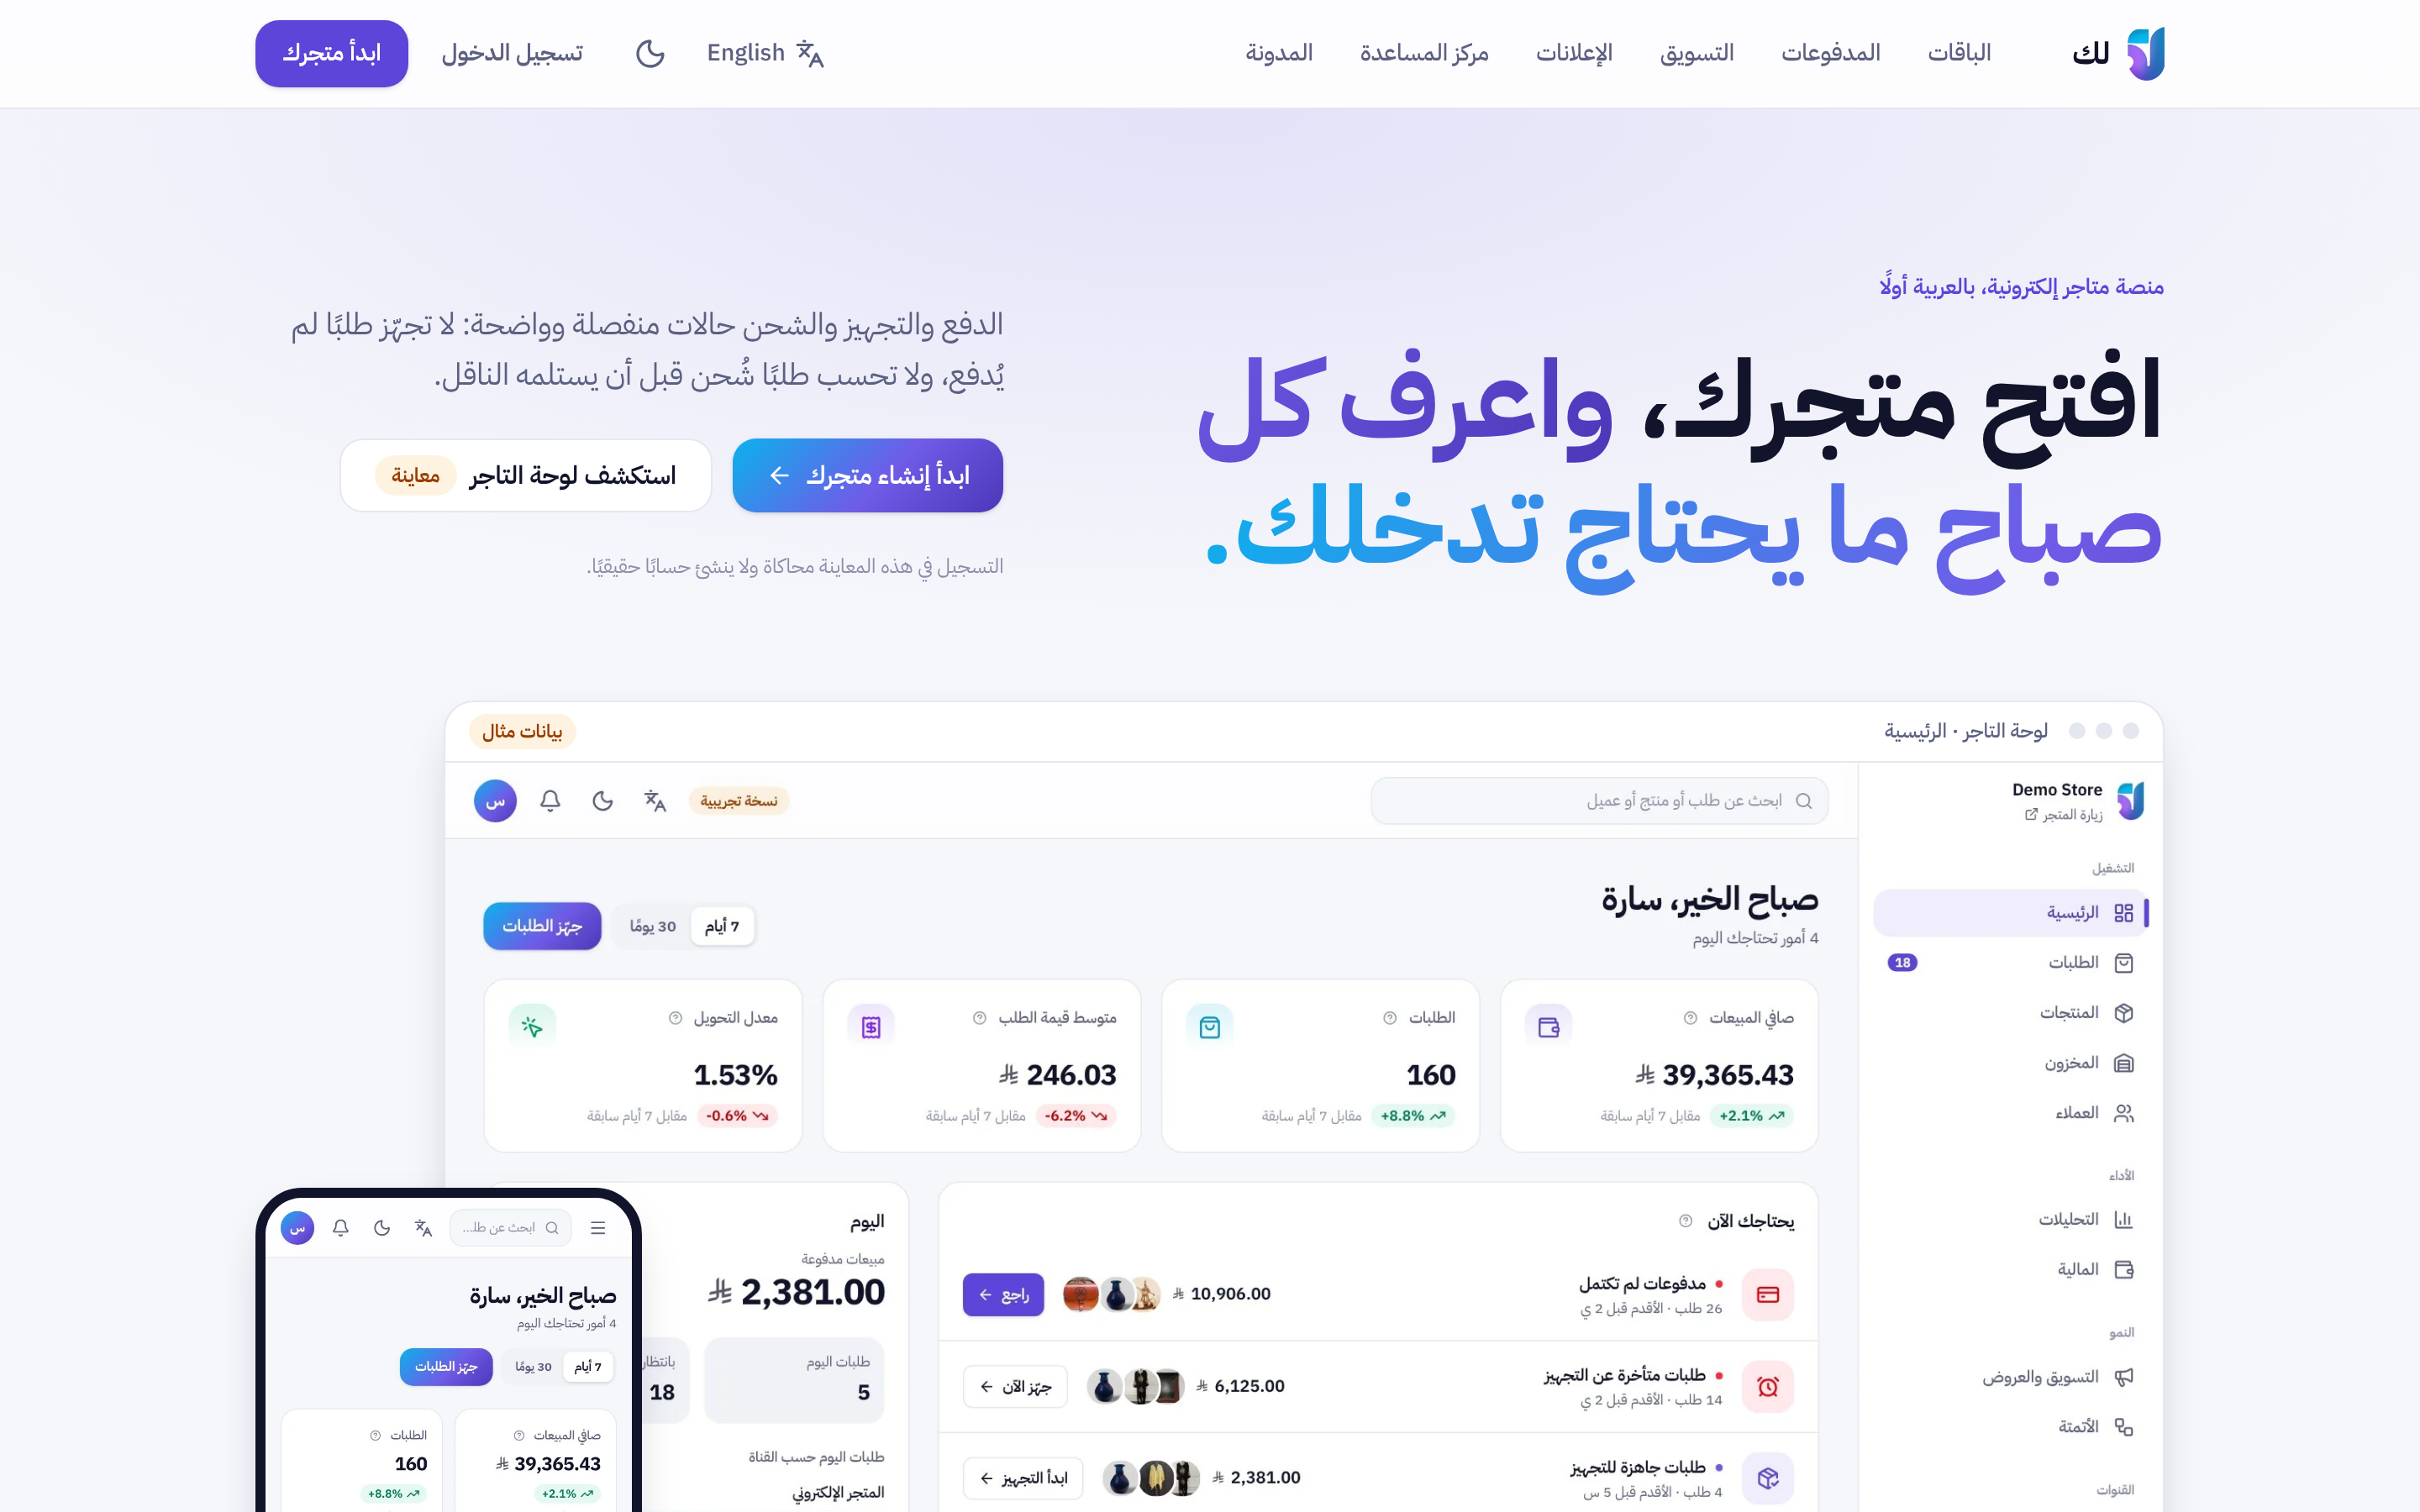 لك
الباقات
المدفوعات
التسويق
الإعلانات
مركز المساعدة
المدونة
English
تسجيل الدخول
ابدأ متجرك
منصة متاجر إلكترونية، بالعربية أولًا
افتح متجرك، واعرف كل
صباح ما يحتاج تدخلك.
الدفع والتجهيز والشحن حالات منفصلة وواضحة: لا تجهّز طلبًا لم
يُدفع، ولا تحسب طلبًا شُحن قبل أن يستلمه الناقل.
ابدأ إنشاء متجرك
استكشف لوحة التاجر معاينة
التسجيل في هذه المعاينة محاكاة ولا ينشئ حسابًا حقيقيًا.
لوحة التاجر · الرئيسية
بيانات مثال
Demo Store
زيارة المتجر
التشغيل
الرئيسية
الطلبات 18
المنتجات
المخزون
العملاء
الأداء
التحليلات
المالية
النمو
التسويق والعروض
الأتمتة
القنوات
ابحث عن طلب أو منتج أو عميل
نسخة تجريبية
س
صباح الخير، سارة
4 أمور تحتاجك اليوم
7 أيام
30 يومًا
جهّز الطلبات
صافي المبيعات
39,365.43
+2.1% مقابل 7 أيام سابقة
الطلبات
160
+8.8% مقابل 7 أيام سابقة
متوسط قيمة الطلب
246.03
-6.2% مقابل 7 أيام سابقة
معدل التحويل
1.53%
-0.6% مقابل 7 أيام سابقة
يحتاجك الآن
مدفوعات لم تكتمل
26 طلب · الأقدم قبل 2 ي
10,906.00
راجع
طلبات متأخرة عن التجهيز
14 طلب · الأقدم قبل 2 ي
6,125.00
جهّز الآن
طلبات جاهزة للتجهيز
4 طلب · الأقدم قبل 5 س
2,381.00
ابدأ التجهيز
اليوم
مبيعات مدفوعة
2,381.00
طلبات اليوم
5
بانتظار
18
طلبات اليوم حسب القناة
المتجر الإلكتروني
ابحث عن طلـ...
س
صباح الخير، سارة
4 أمور تحتاجك اليوم
7 أيام
30 يومًا
جهّز الطلبات
صافي المبيعات
39,365.43
+2.1%
الطلبات
160
+8.8%